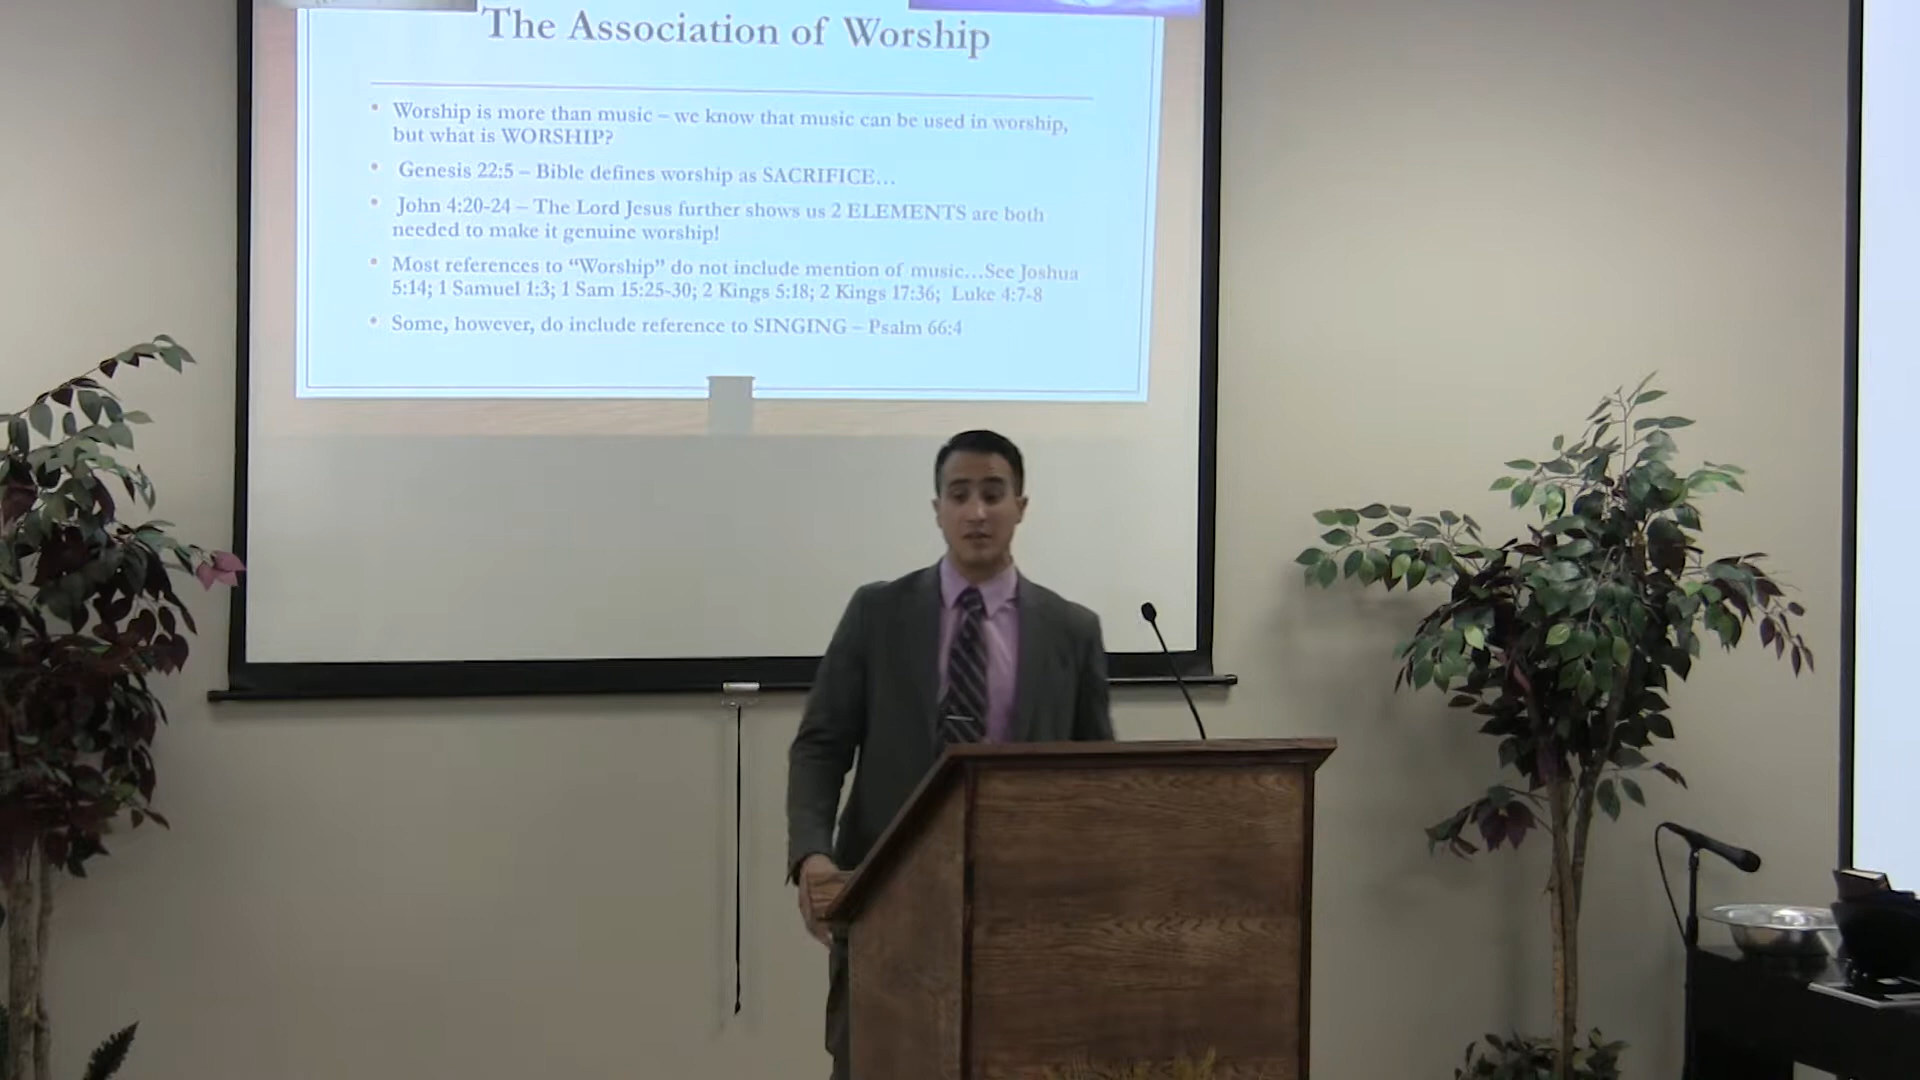 The Association of Worship
• Worship is more than music – we know that music can be used in worship,
but what is WORSHIP?
• Genesis 22:5 – Bible defines worship as SACRIFICE…
• John 4:20-24 – The Lord Jesus further shows us 2 ELEMENTS are both
needed to make it genuine worship!
• Most references to “Worship” do not include mention of music…See Joshua
5:14; 1 Samuel 1:3; 1 Sam 15:25-30; 2 Kings 5:18; 2 Kings 17:36; Luke 4:7-8
• Some, however, do include reference to SINGING – Psalm 66:4